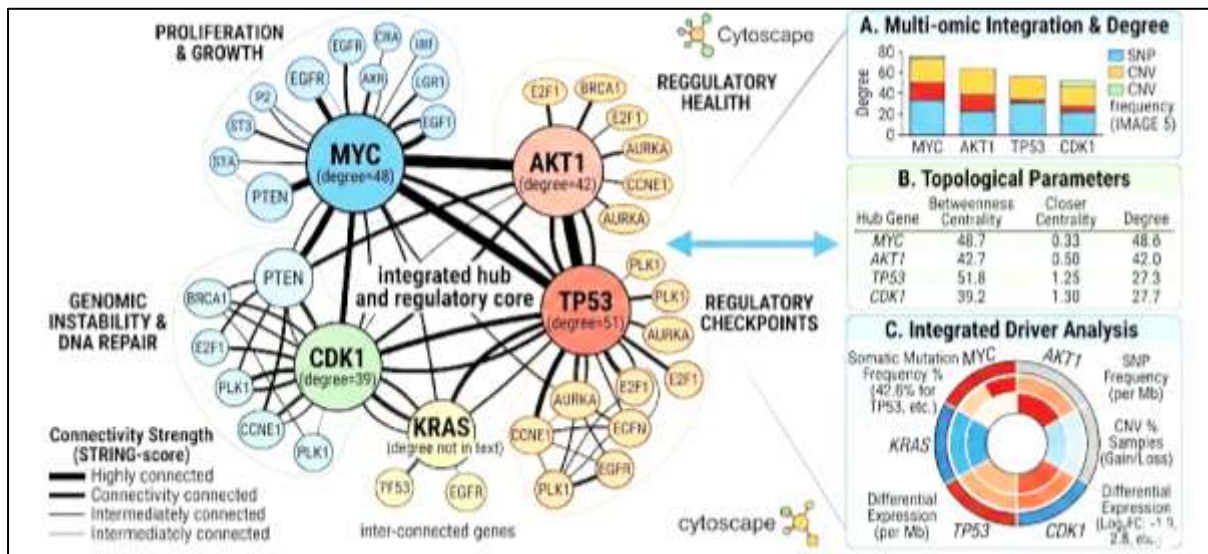 PROLIFERATION
& GROWTH
EGFR
CRA
EGFR
AXR
LGR1
P2
EGF1
ST3
STA
PTEN
MYC
(degree=48)
Cytoscape
REGGULATORY
HEALITH
E2F1
BRCA1
E2F1
AURKA
CCNE1
AURKA
AKT1
(degree=42)
integrated hub
and regulatory core
PTEN
GENOMIC
INSTABILITY &
DNA REPAIR
BRCA1
E2F1
PLK1
CCNE1
PLK1
CDK1
(degree=39)
TP53
(degree=51)
PLK1
PLK1
AURKA
E2F1
REGULATORY
CHECKPOINTS
AURKA
E2F1
CCNE1
ECFN
EGFR
PLK1
KRAS
(degree not in text)
TF53
EGFR
inter-connected genes
Connectivity Strength
(STRING-score)
Highly connected
Connectivity connected
Intermediately connected
Intermediately connected
cytoscape
A. Multi-omic Integration & Degree
Degree
80
60
40
20
0
MYC AKT1 TP53 CDK1
SNP
CNV
CNV
frequency
(IMAGE 5)
B. Topological Parameters
Hub Gene Betweenness Centrality Closer Centrality Degree
MYC 48.7 0.33 48.6
AKT1 42.7 0.50 42.0
TP53 51.8 1.25 27.3
CDK1 39.2 1.30 27.7
C. Integrated Driver Analysis
Somatic Mutation
Frequency %
(42.6% for
TP53, etc.)
MYC
AKT1
SNP
Frequency
(per Mb)
KRAS
CNV %
Samples
(Gain/Loss)
Differential
Expression
(per Mb)
TP53
CDK1
Differential
Expression
2.8, etc.)